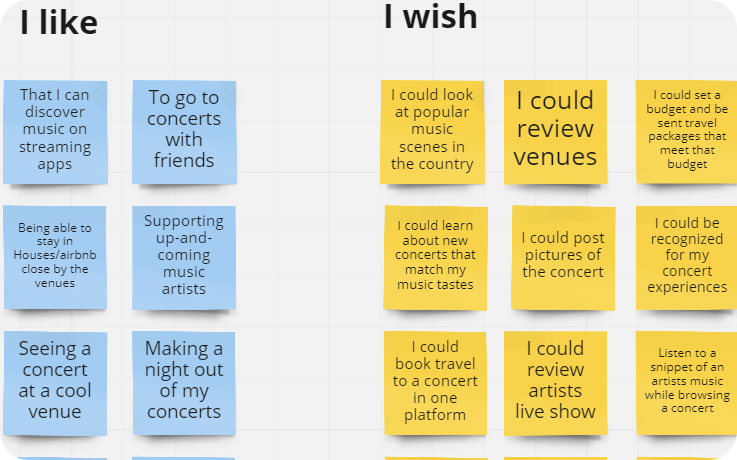 I like
That I can
discover
music on
streaming
apps
To go to
concerts
with
friends
Being able to
stay in
Houses/airbnb
close by the
venues
Supporting
up-and-
coming
music
artists
Seeing a
concert
at a cool
venue
Making a
night out
of my
concerts
I wish
I could look
at popular
music
scenes in
the country
I could
review
venues
I could set a
budget and be
sent travel
packages that
meet that
budget
I could learn
about new
concerts that
match my
music tastes
I could post
pictures of
the concert
I could be
recognized
for my
concert
experiences
I could
book travel
to a concert
in one
platform
I could
review
artists
live show
Listen to a
snippet of an
artists music
while browsing
a concert